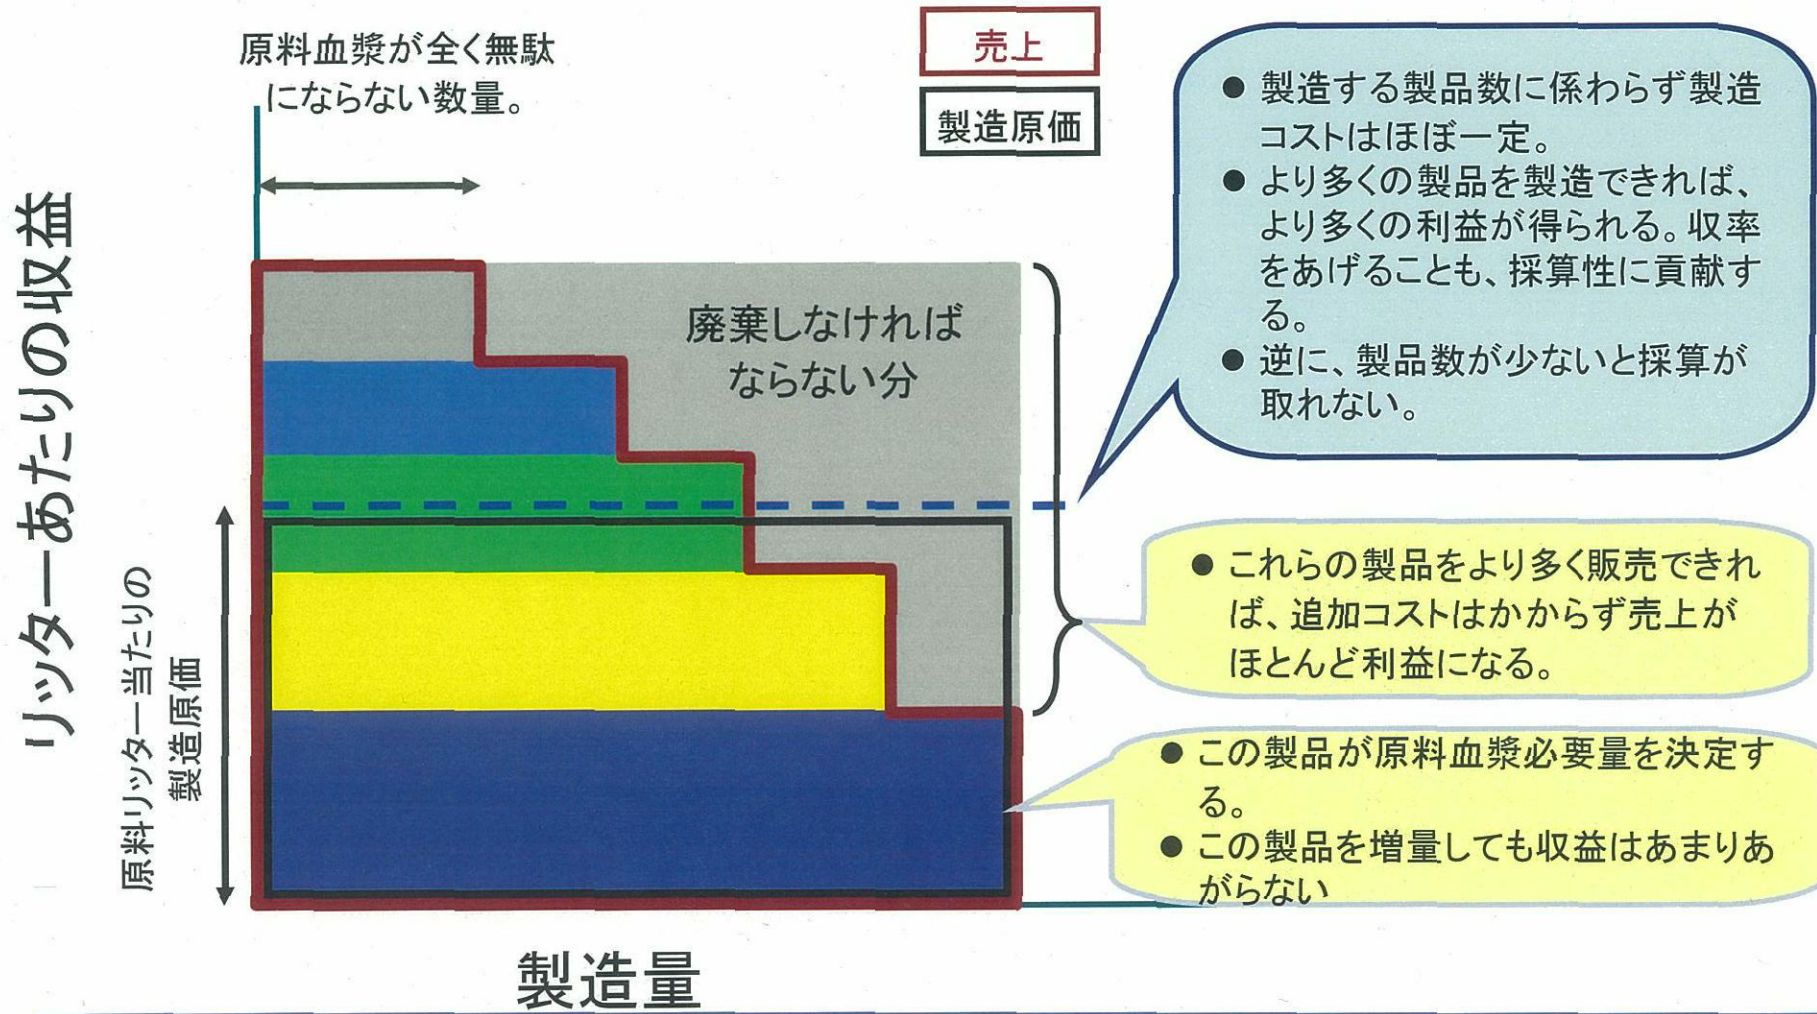 原料血漿が全く無駄
にならない数量。
売上
製造原価
リッターあたりの収益
原料リッター当たりの
製造原価
廃棄しなければ
ならない分
● 製造する製品数に係わらず製造
コストはほぼ一定。
● より多くの製品を製造できれば、
より多くの利益が得られる。収率
をあげることも、採算性に貢献す
る。
● 逆に、製品数が少ないと採算が
取れない。
● これらの製品をより多く販売できれ
ば、追加コストはかからず売上が
ほとんど利益になる。
● この製品が原料血漿必要量を決定す
る。
● この製品を増量しても収益はあまりあ
がらない
製造量